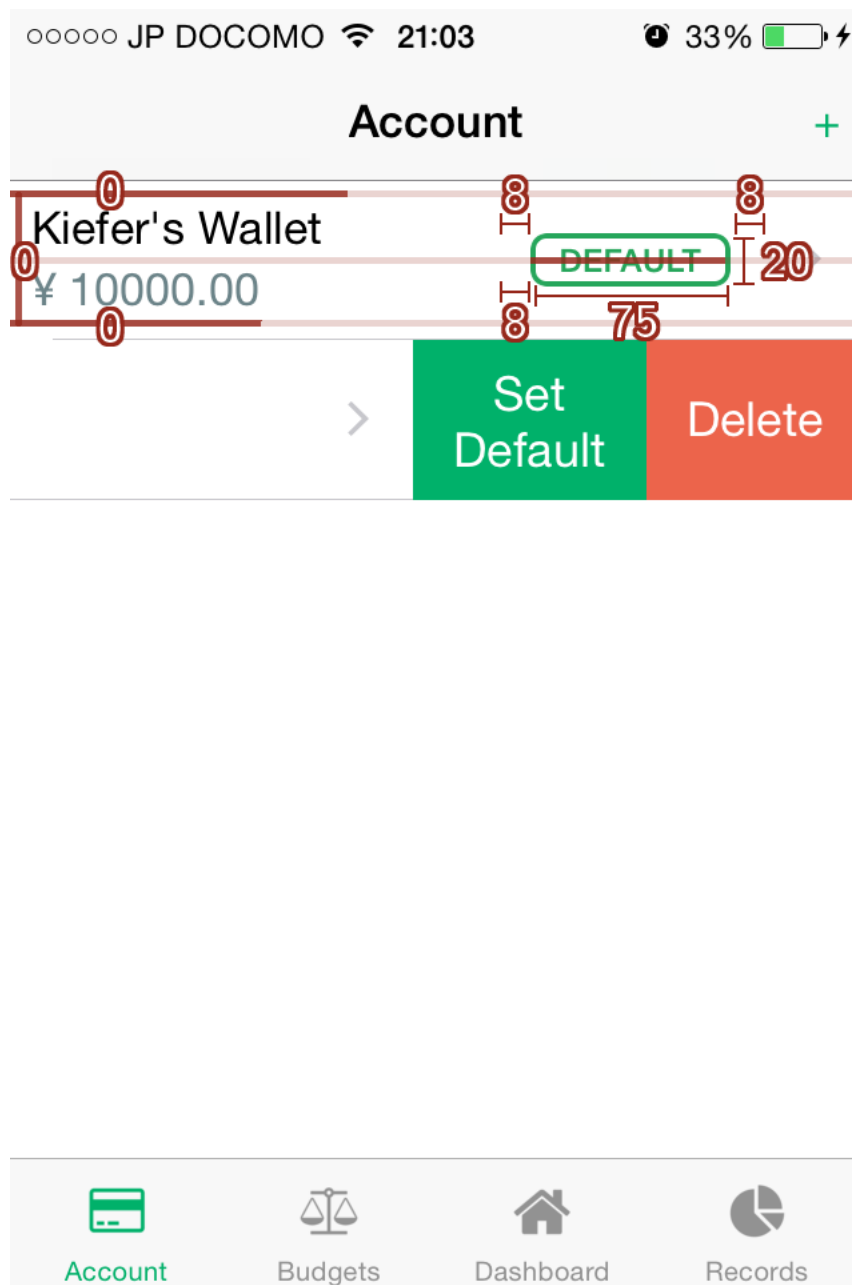 JP DOCOMO 21:03 33%
Account +
0 8 8
Kiefer's Wallet
0 DEFAULT 20
¥ 10000.00
0 8 75
Set Default Delete
Account Budgets Dashboard Records